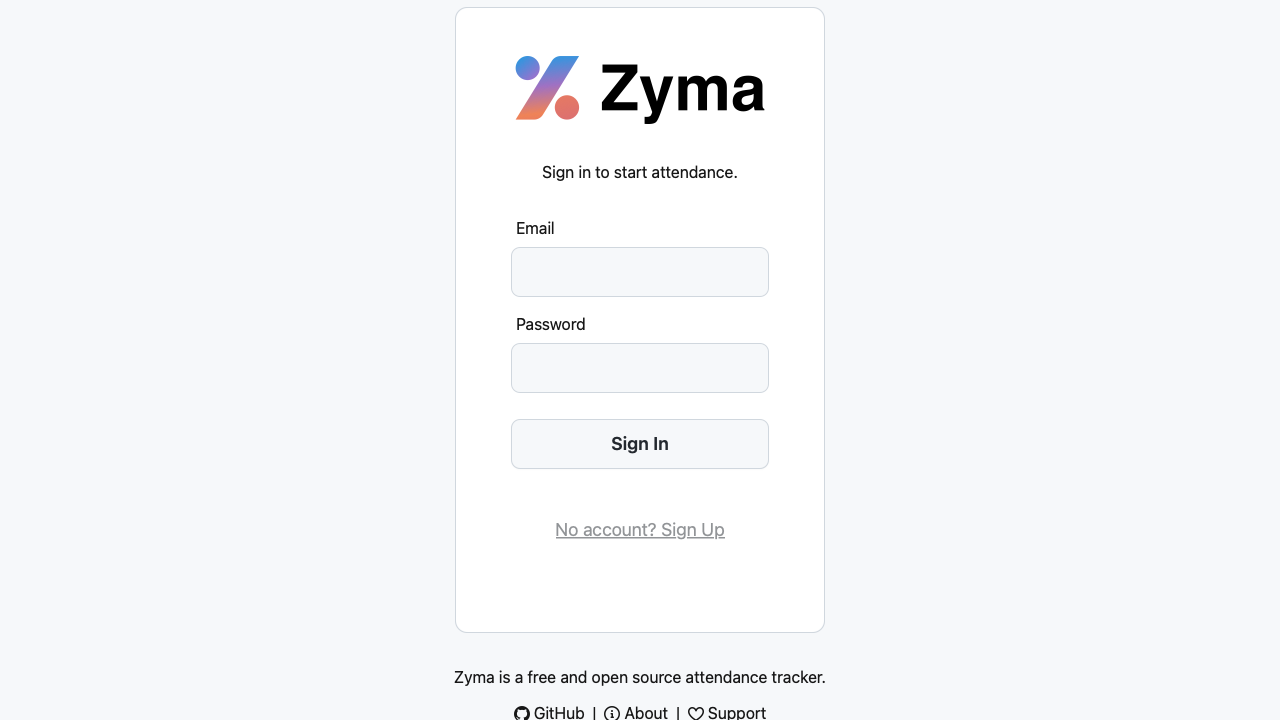 Zyma
Sign in to start attendance.
Email
Password
Sign In
No account? Sign Up
Zyma is a free and open source attendance tracker.
GitHub | About | Support